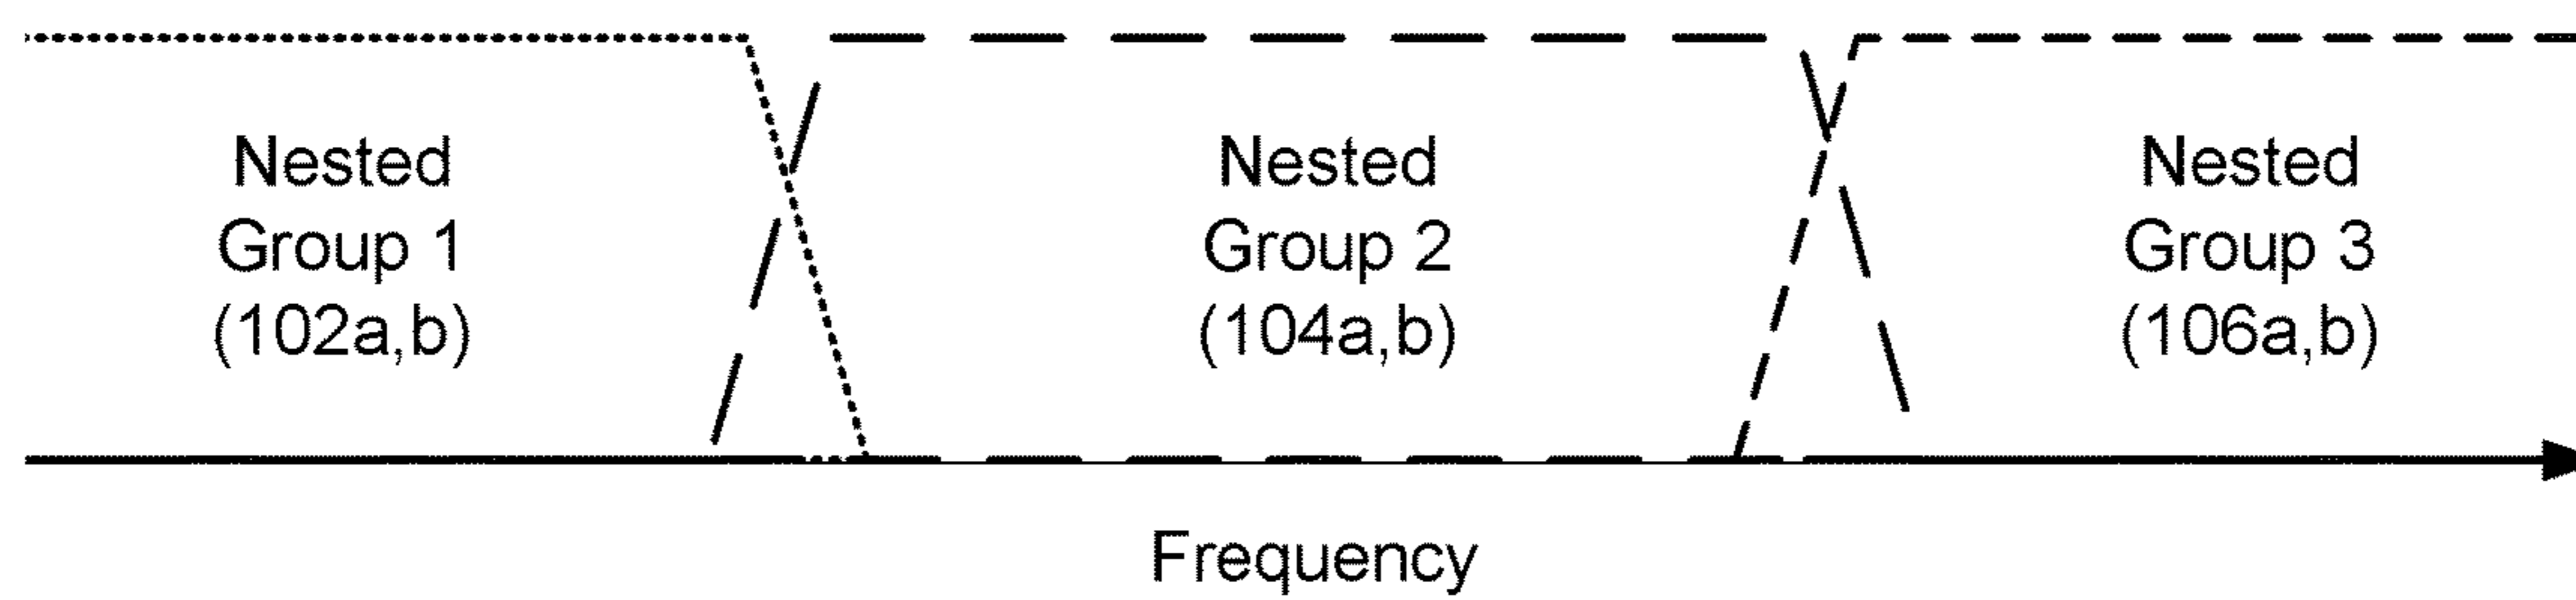 Nested
Group 1
(102a,b)
Nested
Group 2
(104a,b)
Nested
Group 3
(106a,b)
Frequency